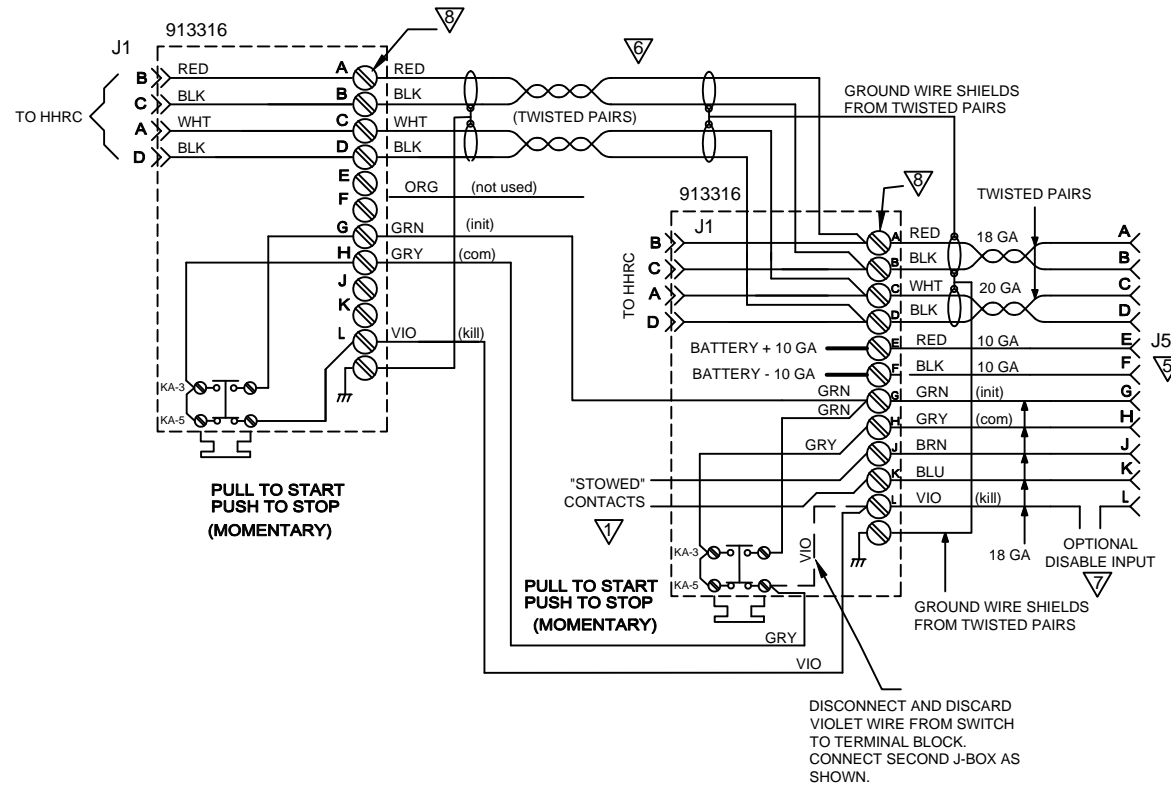 913316
8
J1
6
B RED A RED
GROUND WIRE SHIELDS
FROM TWISTED PAIRS
C BLK B BLK
TO HHRC
(TWISTED PAIRS)
A WHT C WHT
D BLK D BLK
E
ORG (not used)
F
G GRN (init)
H GRY (com)
J
K
L VIO (kill)
KA-3
KA-5
PULL TO START
PUSH TO STOP
(MOMENTARY)
913316
8
TWISTED PAIRS
J1
TO HHRC
B A RED 18 GA A
C B BLK B
A C WHT 20 GA C
D D BLK D
BATTERY + 10 GA E RED 10 GA E
J5
BATTERY - 10 GA F BLK 10 GA F
5
GRN G GRN (init) G
GRN
H GRY (com) H
GRY J BRN J
"STOWED"
CONTACTS
K BLU K
1
L VIO (kill) L
VIO
18 GA
OPTIONAL
DISABLE INPUT
7
KA-3
KA-5
PULL TO START
PUSH TO STOP
(MOMENTARY)
GROUND WIRE SHIELDS
FROM TWISTED PAIRS
GRY
VIO
DISCONNECT AND DISCARD
VIOLET WIRE FROM SWITCH
TO TERMINAL BLOCK.
CONNECT SECOND J-BOX AS
SHOWN.